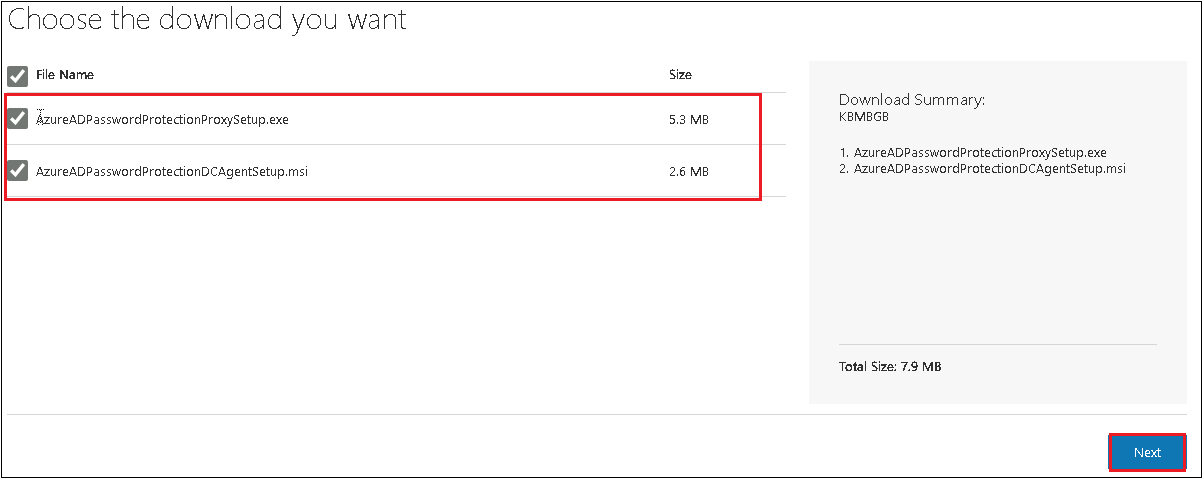 Choose the download you want
File Name Size
AzureADPasswordProtectionProxySetup.exe 5.3 MB
AzureADPasswordProtectionDCAgentSetup.msi 2.6 MB
Download Summary:
KBMBGB
1. AzureADPasswordProtectionProxySetup.exe
2. AzureADPasswordProtectionDCAgentSetup.msi
Total Size: 7.9 MB
Next